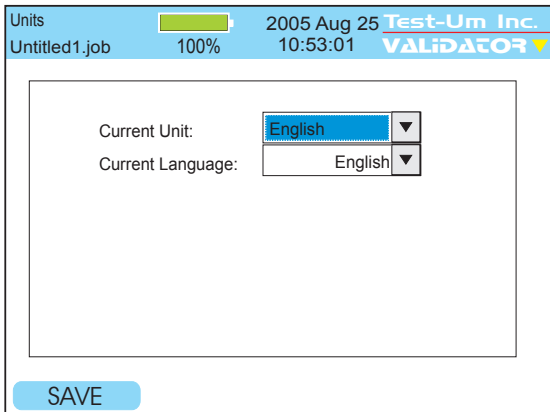 Units 2005 Aug 25 Test-Um Inc.
Untitled1.job 100% 10:53:01 VALIDATOR
Current Unit: English
Current Language: English
SAVE